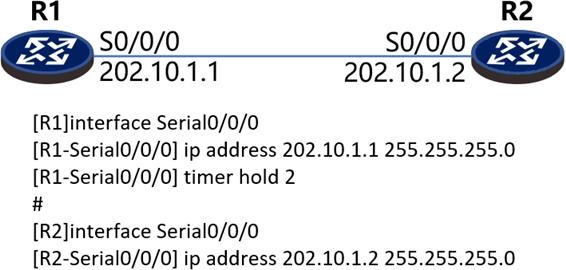 R1 R2
S0/0/0 S0/0/0
202.10.1.1 202.10.1.2
[R1]interface Serial0/0/0
[R1-Serial0/0/0] ip address 202.10.1.1 255.255.255.0
[R1-Serial0/0/0] timer hold 2
#
[R2]interface Serial0/0/0
[R2-Serial0/0/0] ip address 202.10.1.2 255.255.255.0